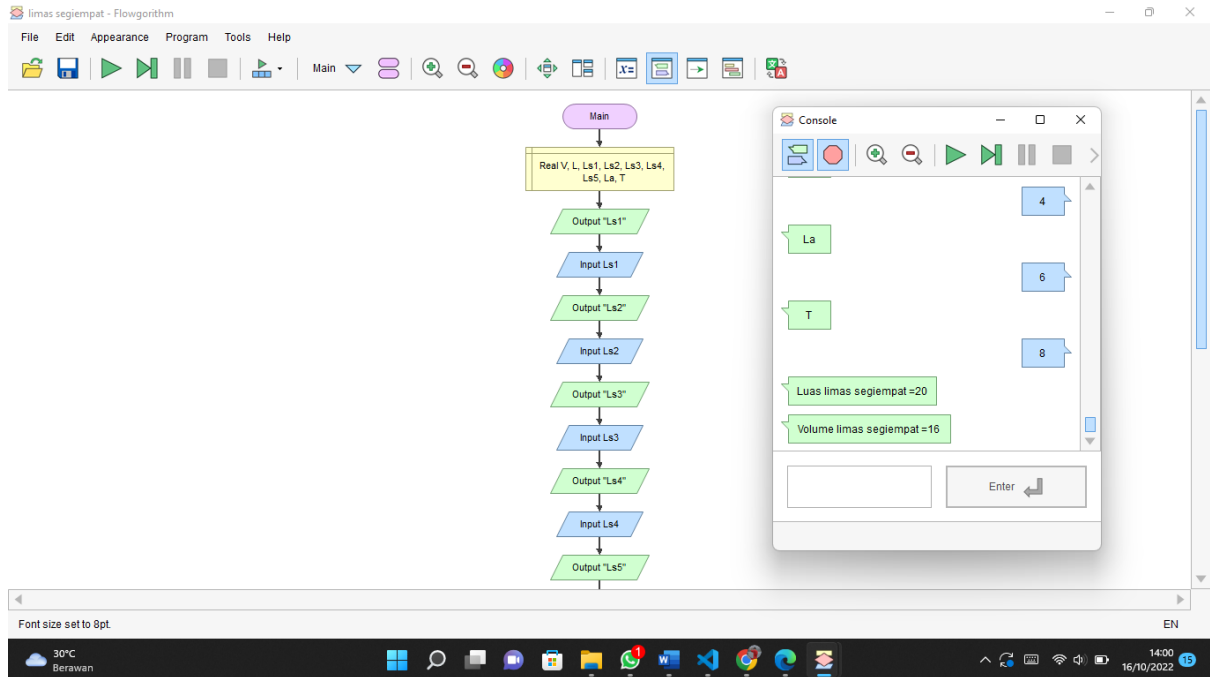 limas segiempat - Flowgorithm
File Edit Appearance Program Tools Help
Main
Main
Real V, L, Ls1, Ls2, Ls3, Ls4,
Ls5, La, T
Output "Ls1"
Input Ls1
Output "Ls2"
Input Ls2
Output "Ls3"
Input Ls3
Output "Ls4"
Input Ls4
Output "Ls5"
Console
4
La
6
T
8
Luas limas segiempat =20
Volume limas segiempat =16
Enter
Font size set to 8pt.
EN
30°C
Berawan
1
14:00
16/10/2022
15